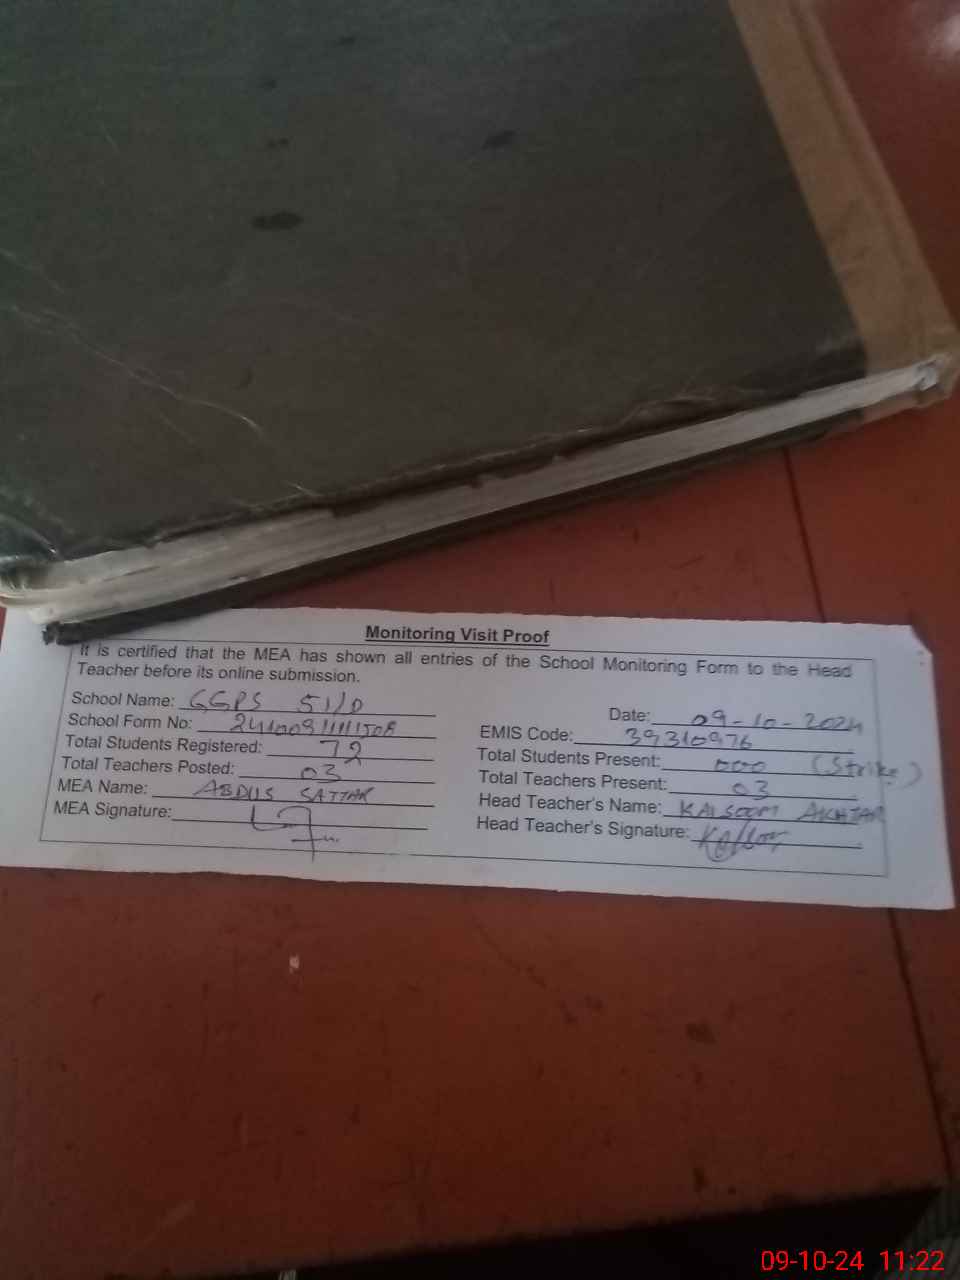 Monitoring Visit Proof
It is certified that the MEA has shown all entries of the School Monitoring Form to the Head
Teacher before its online submission.
School Name: GGPS 51/D
Date: 09-10-2024
School Form No:
EMIS Code: 39310976
Total Students Registered: 72
Total Students Present: 000 (Strike)
Total Teachers Posted: 03
Total Teachers Present: 03
MEA Name: ABDUS SATTAR
Head Teacher's Name: KALSOOM AKHTAR
MEA Signature:
Head Teacher's Signature:
09-10-24 11:22